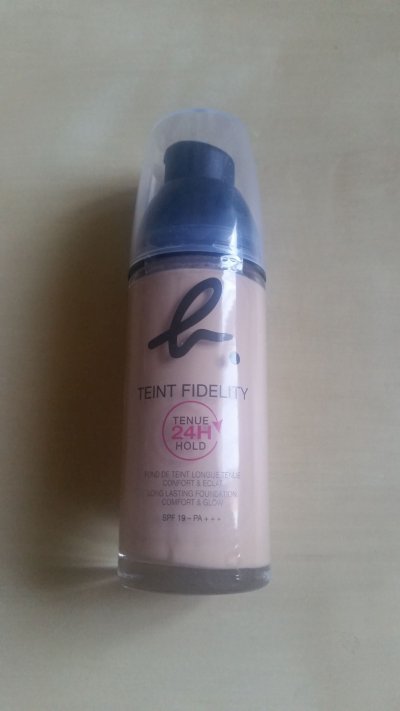 b.
TEINT FIDELITY
TENUE
24H
HOLD
FOND DE TEINT LONGUE TENUE
CONFORT & ECLAT
LONG LASTING FOUNDATION
COMFORT & GLOW
SPF 19 - PA + + +